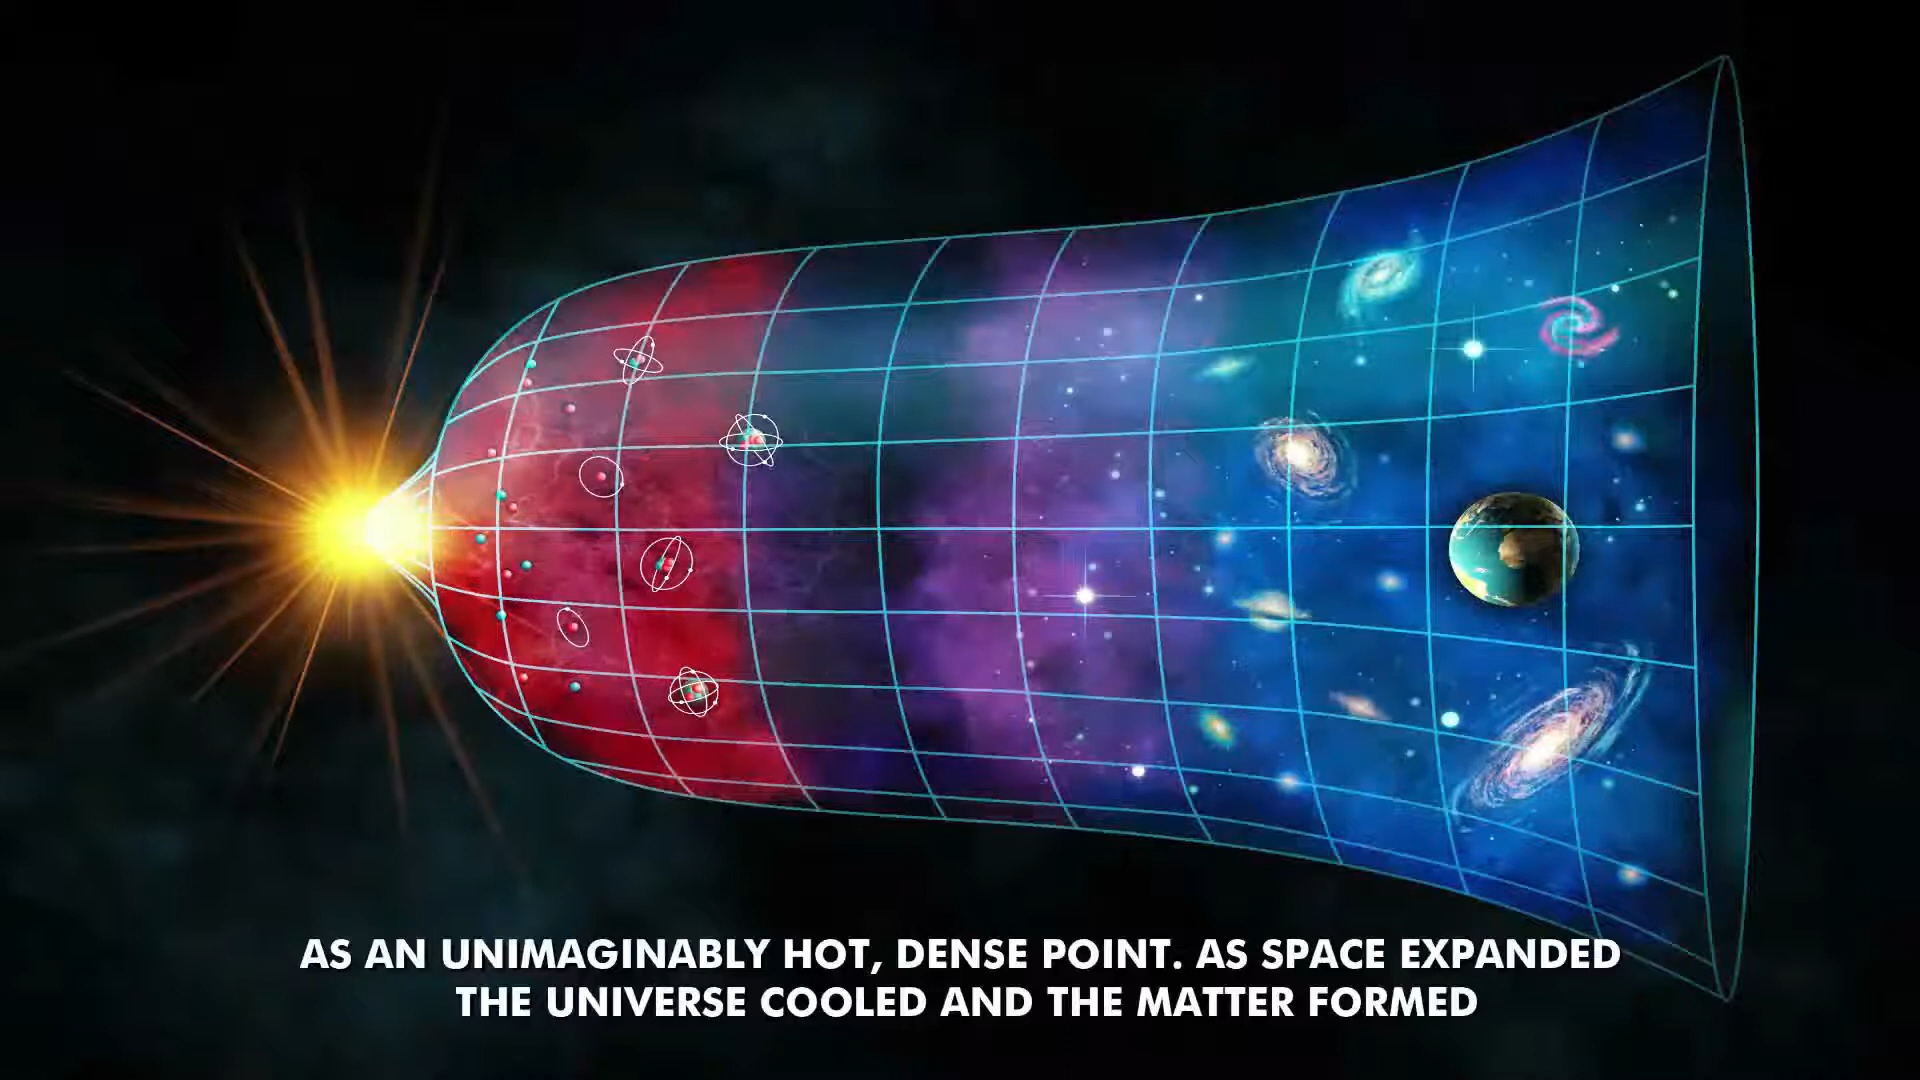 AS AN UNIMAGINABLY HOT, DENSE POINT. AS SPACE EXPANDED
THE UNIVERSE COOLED AND THE MATTER FORMED